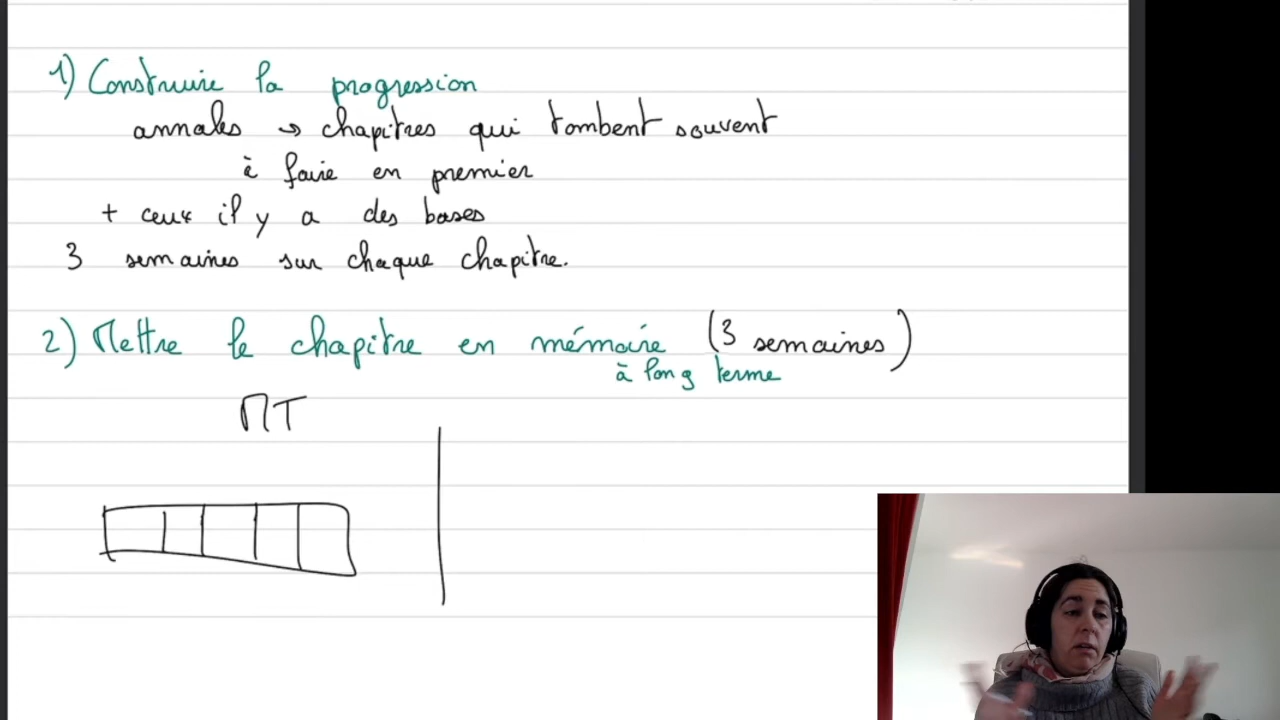 1) Construire la progression
annales → chapitres qui tombent souvent
à faire en premier
+ ceux il y a des bases
3 semaines sur chaque chapitre.
2) Mettre le chapitre en mémoire (3 semaines)
à long terme
MT